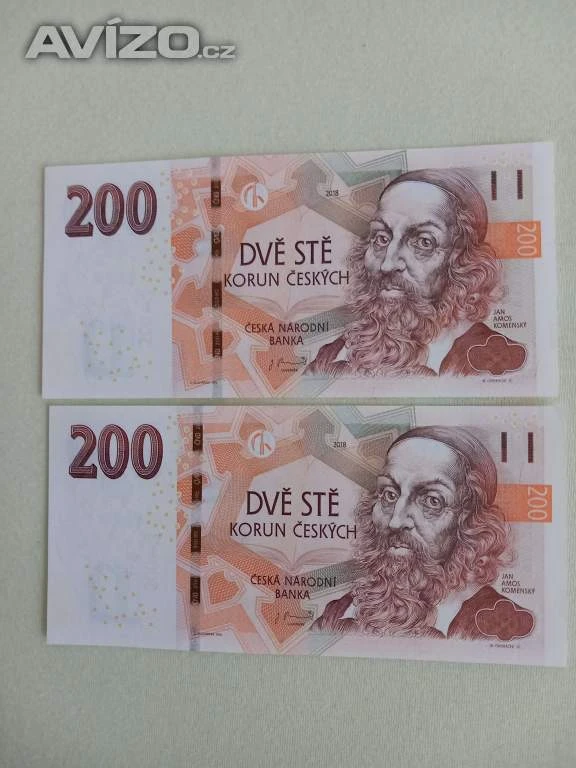 AVÍZO.cz
200
2018
DVĚ STĚ
KORUN ČESKÝCH
ČESKÁ NÁRODNÍ
BANKA
200
JAN
AMOS
KOMENSKÝ
200
2018
DVĚ STĚ
KORUN ČESKÝCH
ČESKÁ NÁRODNÍ
BANKA
200
JAN
AMOS
KOMENSKÝ